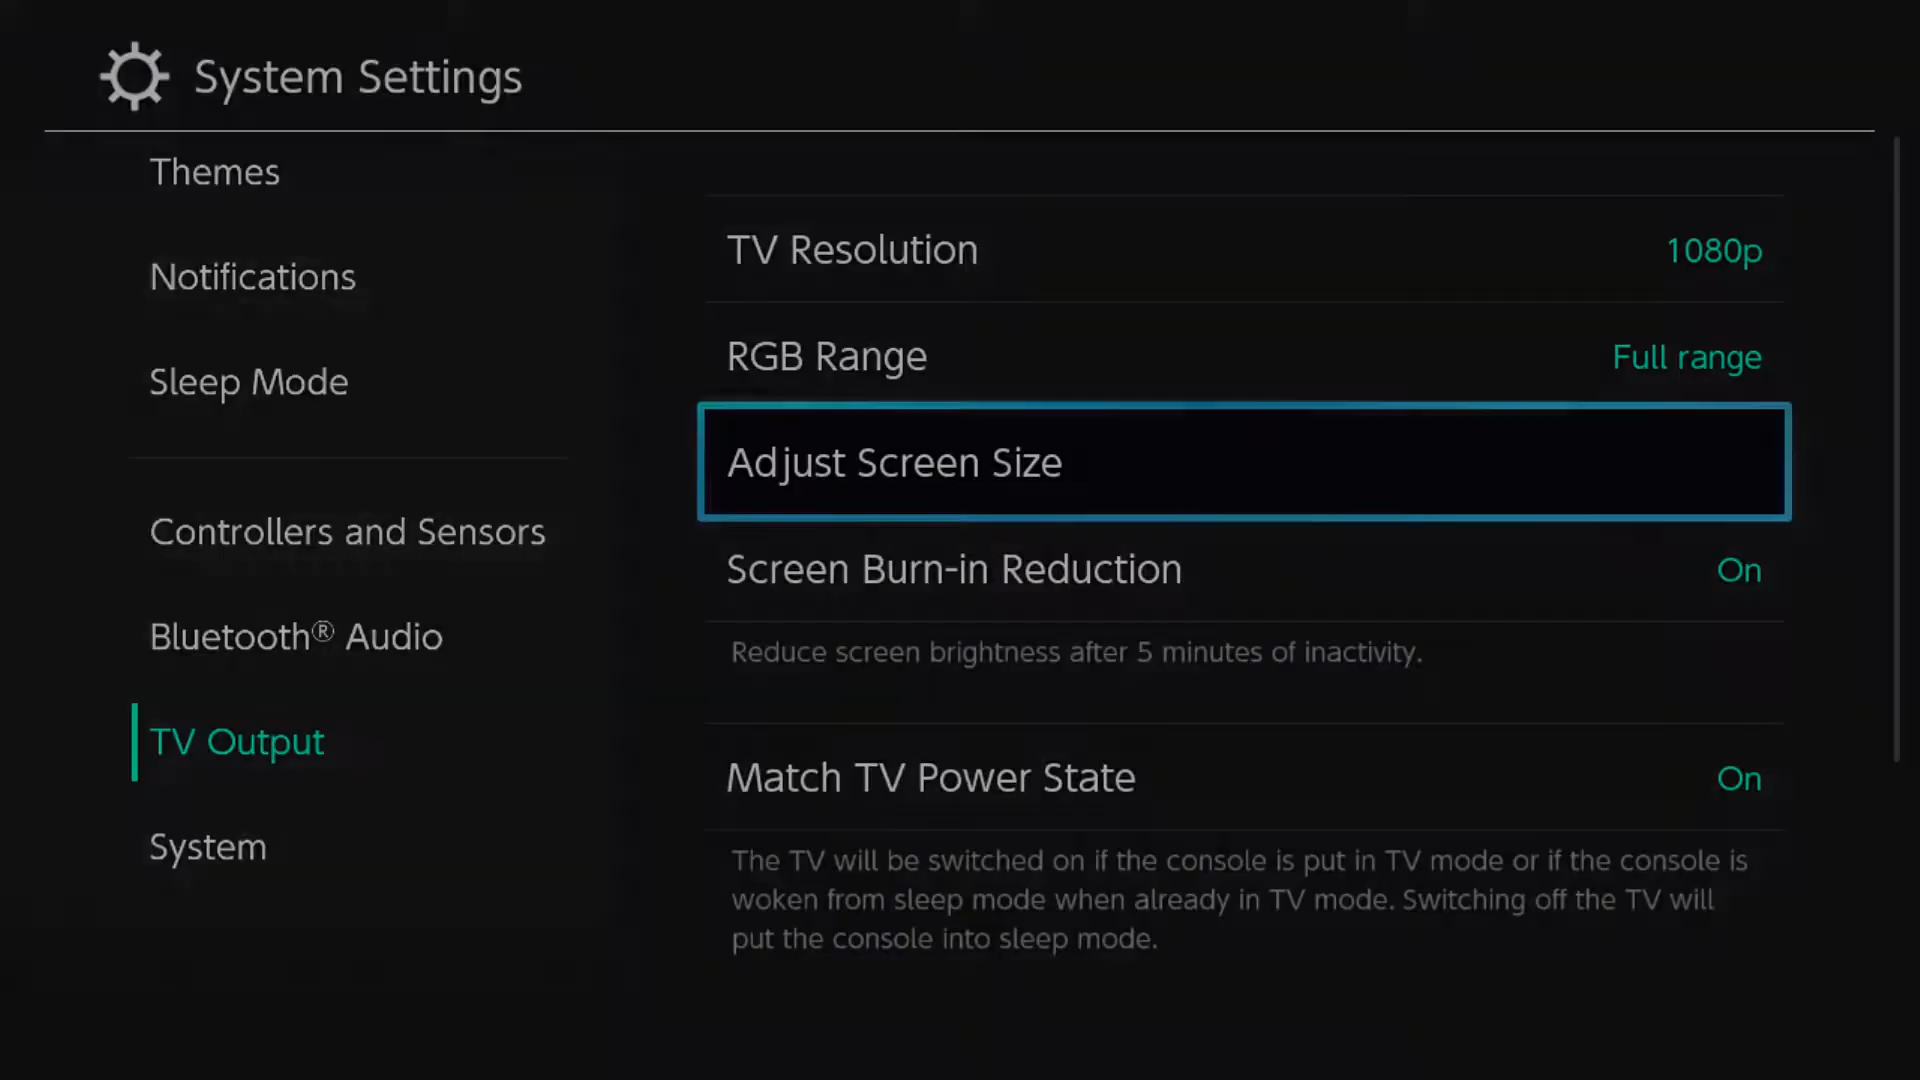 System Settings
Themes
Notifications
Sleep Mode
Controllers and Sensors
Bluetooth® Audio
TV Output
System
TV Resolution 1080p
RGB Range Full range
Adjust Screen Size
Screen Burn-in Reduction On
Reduce screen brightness after 5 minutes of inactivity.
Match TV Power State On
The TV will be switched on if the console is put in TV mode or if the console is
woken from sleep mode when already in TV mode. Switching off the TV will
put the console into sleep mode.